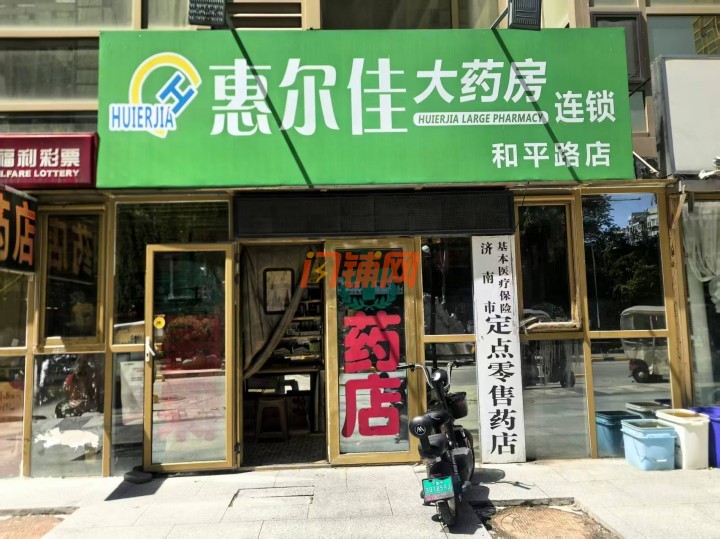 HUIERJIA
惠尔佳
大药房
HUIERJIA LARGE PHARMACY
连锁
和平路店
福利彩票
WELFARE LOTTERY
药店
闪铺网
药店
济南市
基本医疗保险
定点零售药店